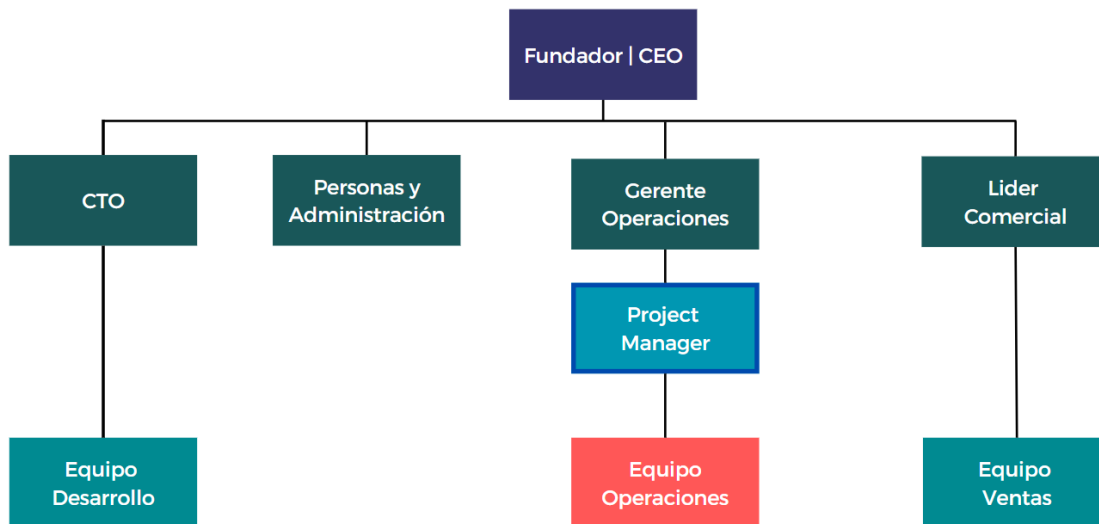 Fundador | CEO
CTO
Personas y
Administración
Gerente
Operaciones
Lider
Comercial
Project
Manager
Equipo
Desarrollo
Equipo
Operaciones
Equipo
Ventas